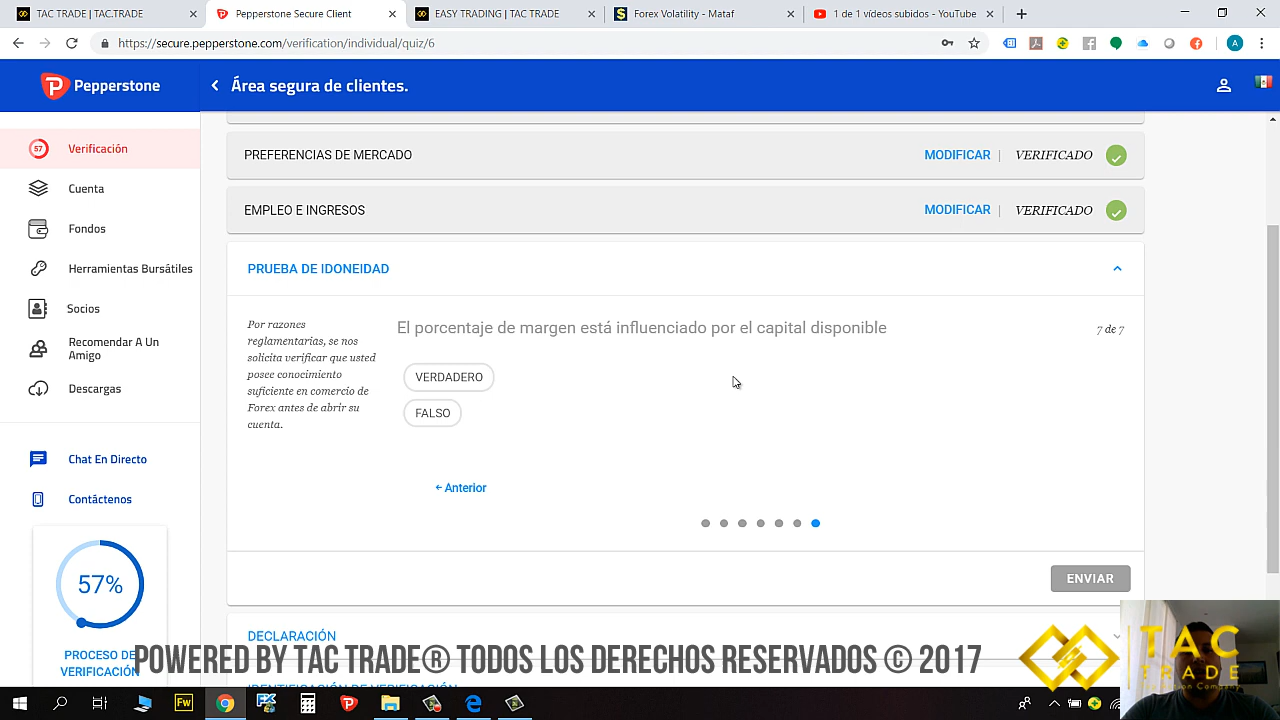 TAC TRADE | TAC.TRADE
Pepperstone Secure Client
EASY TRADING | TAC TRADE
Forex Volatility - Mataf
1 de 1 vídeos subidos - YouTube
https://secure.pepperstone.com/verification/individual/quiz/6
A
P Pepperstone
Área segura de clientes.
57 Verificación
Cuenta
Fondos
Herramientas Bursátiles
Socios
Recomendar A Un
Amigo
Descargas
Chat En Directo
Contáctenos
57%
PROCESO DE
VERIFICACIÓN
PREFERENCIAS DE MERCADO
MODIFICAR | VERIFICADO
EMPLEO E INGRESOS
MODIFICAR | VERIFICADO
PRUEBA DE IDONEIDAD
Por razones
reglamentarias, se nos
solicita verificar que usted
posee conocimiento
suficiente en comercio de
Forex antes de abrir su
cuenta.
El porcentaje de margen está influenciado por el capital disponible
7 de 7
VERDADERO
FALSO
Anterior
ENVIAR
DECLARACIÓN
POWERED BY TAC TRADE® TODOS LOS DERECHOS RESERVADOS © 2017
TAC
TRADE
Fw